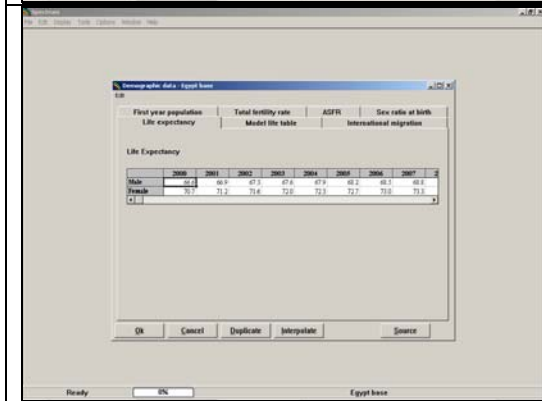 Spectrum
File Edit Display Tools Options Window Help
Demographic data - Egypt base
Edit
First year population Total fertility rate ASFR Sex ratio at birth
Life expectancy Model life table International migration
Life Expectancy
2000 2001 2002 2003 2004 2005 2006 2007 2
Male 66.6 66.9 67.3 67.6 67.9 68.2 68.5 68.8
Female 70.7 71.2 71.6 72.0 72.3 72.7 73.0 73.3
Ok Cancel Duplicate Interpolate Source
Ready 0% Egypt base